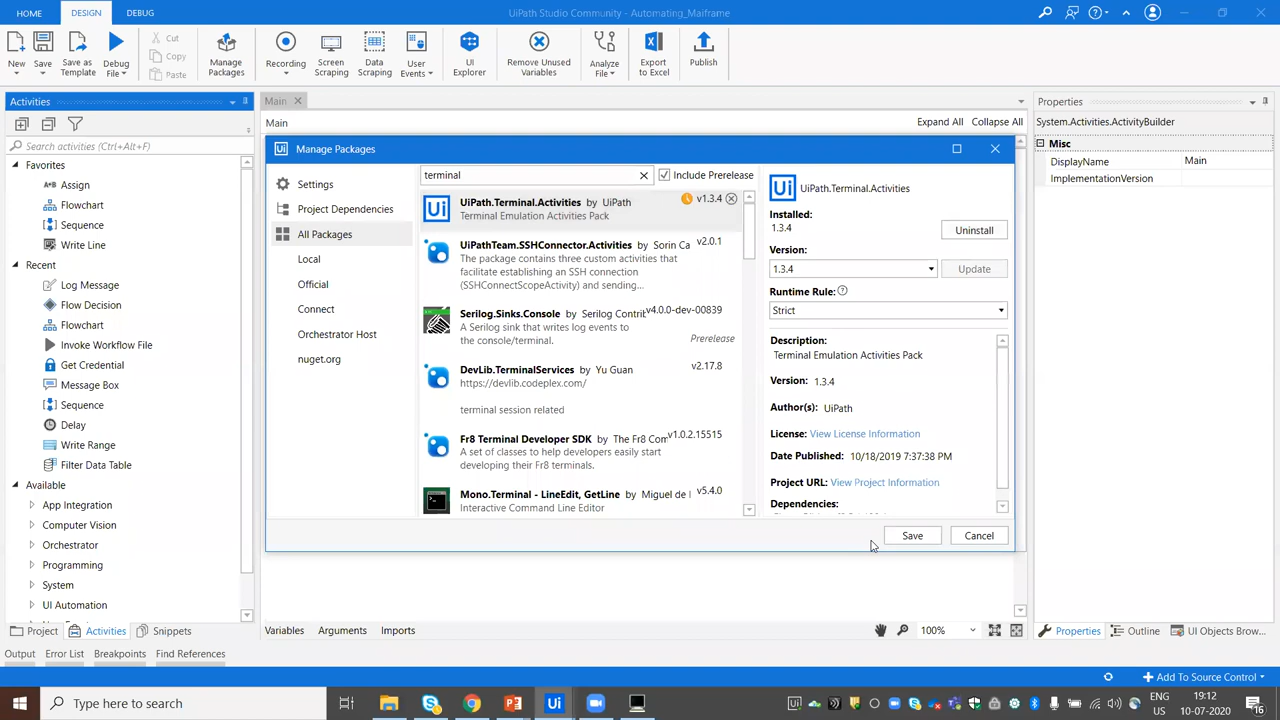 HOME DESIGN DEBUG UiPath Studio Community - Automating_Maiframe
New Save Save as Template Debug File Cut Copy Paste Manage Packages Recording Screen Scraping Data Scraping User Events UI Explorer Remove Unused Variables Analyze File Export to Excel Publish
Activities
Search activities (Ctrl+Alt+F)
Favorites
Assign
Flowchart
Sequence
Write Line
Recent
Log Message
Flow Decision
Flowchart
Invoke Workflow File
Get Credential
Message Box
Sequence
Delay
Write Range
Filter Data Table
Available
App Integration
Computer Vision
Orchestrator
Programming
System
UI Automation
Project Activities Snippets
Main
Main Expand All Collapse All
Ui Manage Packages
Settings
Project Dependencies
All Packages
Local
Official
Connect
Orchestrator Host
nuget.org
terminal Include Prerelease
Ui UiPath.Terminal.Activities by UiPath v1.3.4
Terminal Emulation Activities Pack
UiPathTeam.SSHConnector.Activities by Sorin Ca v2.0.1
The package contains three custom activities that
facilitate establishing an SSH connection
(SSHConnectScopeActivity) and sending...
Serilog.Sinks.Console by Serilog Contrib v4.0.0-dev-00839
A Serilog sink that writes log events to
the console/terminal. Prerelease
DevLib.TerminalServices by Yu Guan v2.17.8
https://devlib.codeplex.com/
terminal session related
Fr8 Terminal Developer SDK by The Fr8 Com v1.0.2.15515
A set of classes to help developers easily start
developing their Fr8 terminals.
Mono.Terminal - LineEdit, GetLine by Miguel de I v5.4.0
Interactive Command Line Editor
Ui UiPath.Terminal.Activities
Installed:
1.3.4 Uninstall
Version:
1.3.4 Update
Runtime Rule:
Strict
Description:
Terminal Emulation Activities Pack
Version: 1.3.4
Author(s): UiPath
License: View License Information
Date Published: 10/18/2019 7:37:38 PM
Project URL: View Project Information
Dependencies:
Save Cancel
Variables Arguments Imports 100%
Properties
System.Activities.ActivityBuilder
Misc
DisplayName Main
ImplementationVersion
Properties Outline UI Objects Brow...
Output Error List Breakpoints Find References
Add To Source Control
Type here to search
Ui
ENG
US
19:12
10-07-2020
16